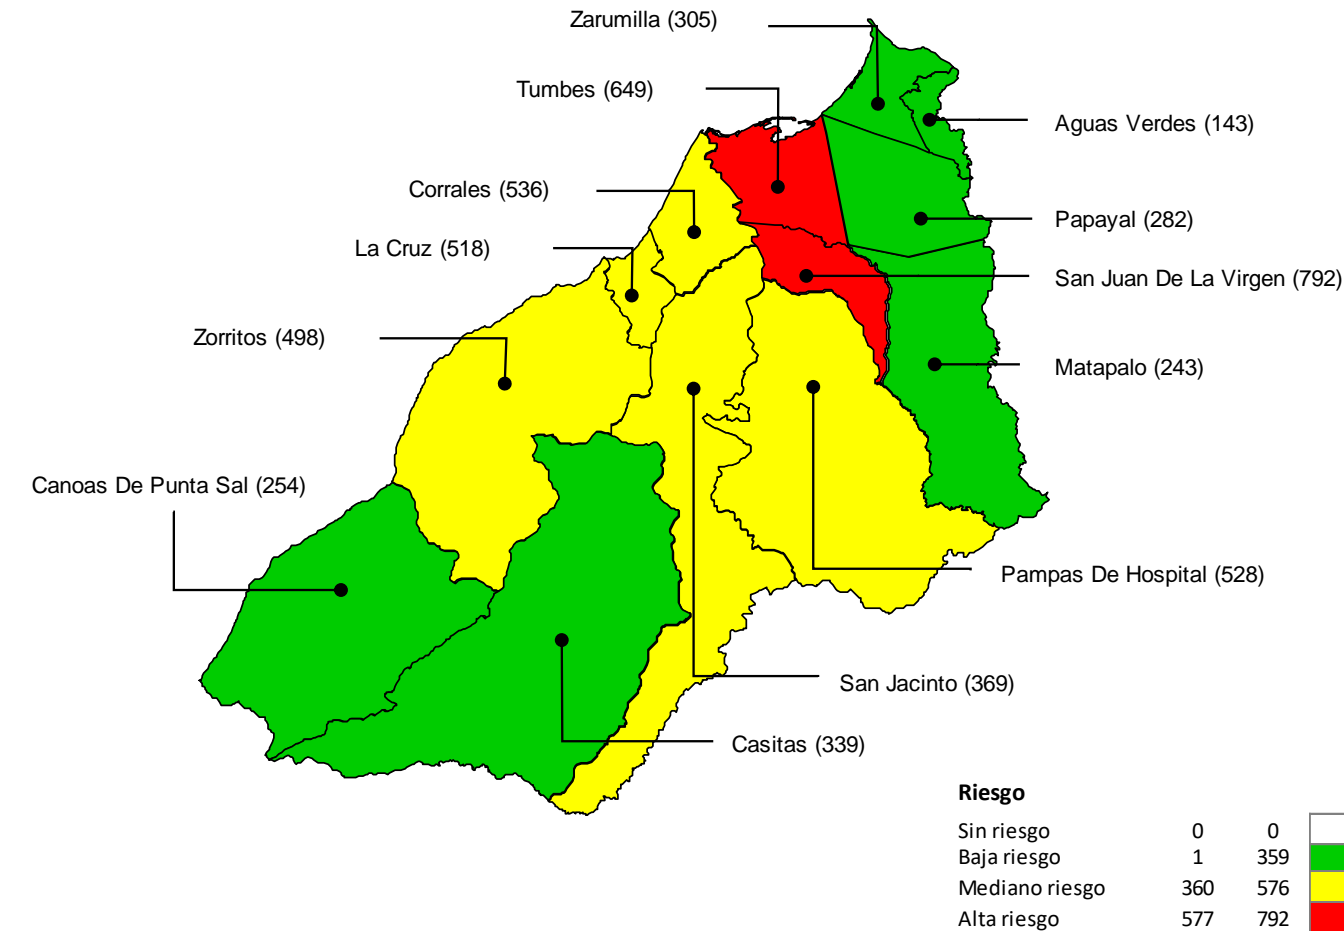 Zarumilla (305)
Tumbes (649)
Aguas Verdes (143)
Corrales (536)
Papayal (282)
La Cruz (518)
San Juan De La Virgen (792)
Zorritos (498)
Matapalo (243)
Canoas De Punta Sal (254)
Pampas De Hospital (528)
San Jacinto (369)
Casitas (339)
Riesgo
Sin riesgo 0 0
Baja riesgo 1 359
Mediano riesgo 360 576
Alta riesgo 577 792